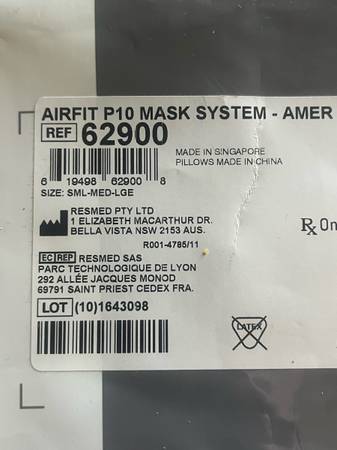 AIRFIT P10 MASK SYSTEM - AMER
REF 62900
MADE IN SINGAPORE
PILLOWS MADE IN CHINA
6 19498 62900 8
SIZE: SML-MED-LGE
RESMED PTY LTD
1 ELIZABETH MACARTHUR DR.
BELLA VISTA NSW 2153 AUS.
R001-4785/11
Rx On
EC REP RESMED SAS
PARC TECHNOLOGIQUE DE LYON
292 ALLÉE JACQUES MONOD
69791 SAINT PRIEST CEDEX FRA.
LOT (10)1643098
LATEX